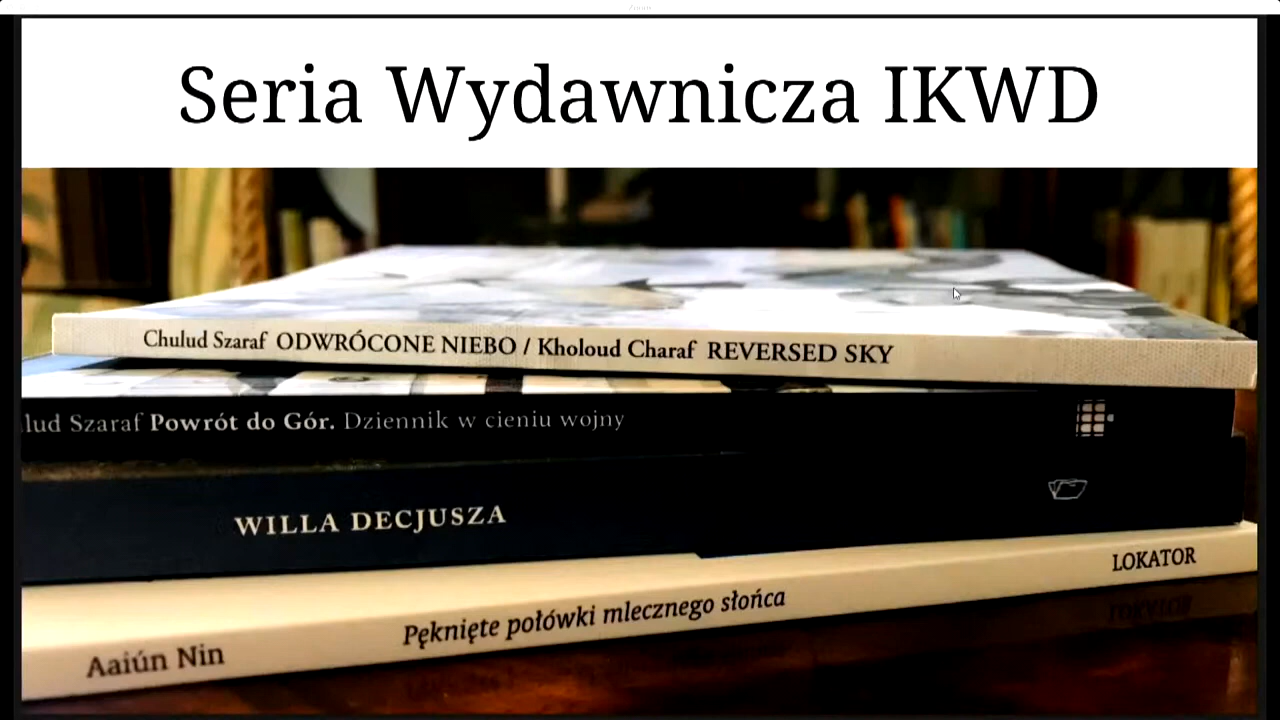 Zoom
Seria Wydawnicza IKWD
Chulud Szaraf ODWRÓCONE NIEBO / Kholoud Charaf REVERSED SKY
lud Szaraf Powrót do Gór. Dziennik w cieniu wojny
WILLA DECJUSZA
LOKATOR
Aaiún Nin Pęknięte połówki mlecznego słońca